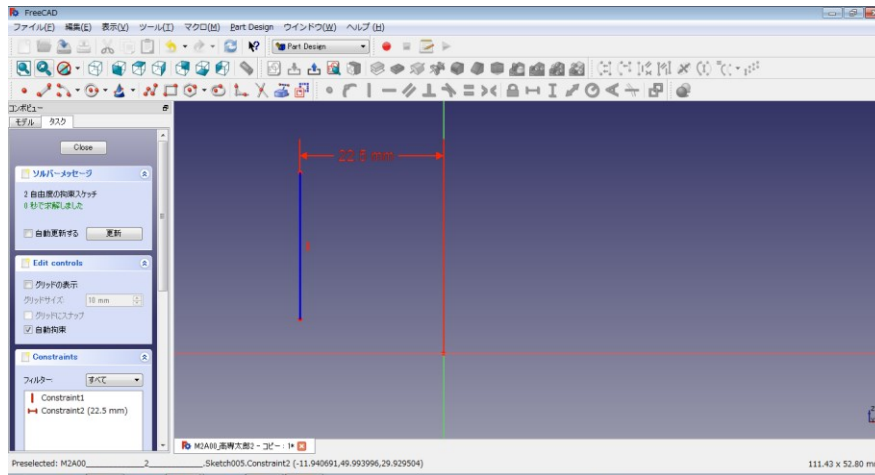 FreeCAD
ファイル(F) 編集(E) 表示(V) ツール(T) マクロ(M) Part Design ウインドウ(W) ヘルプ(H)
Part Design
コンボビュー
モデル タスク
Close
ソルバーメッセージ
2 自由度の拘束スケッチ
0 秒で求解しました
自動更新する 更新
Edit controls
グリッドの表示
グリッドサイズ: 10 mm
グリッドにスナップ
自動拘束
Constraints
フィルター: すべて
Constraint1
Constraint2 (22.5 mm)
22.5 mm
M2A00_高専太郎2 - コピー : 1*
Preselected: M2A00_______2_______.Sketch005.Constraint2 (-11.940691,49.993996,29.929504)
111.43 x 52.80 mm